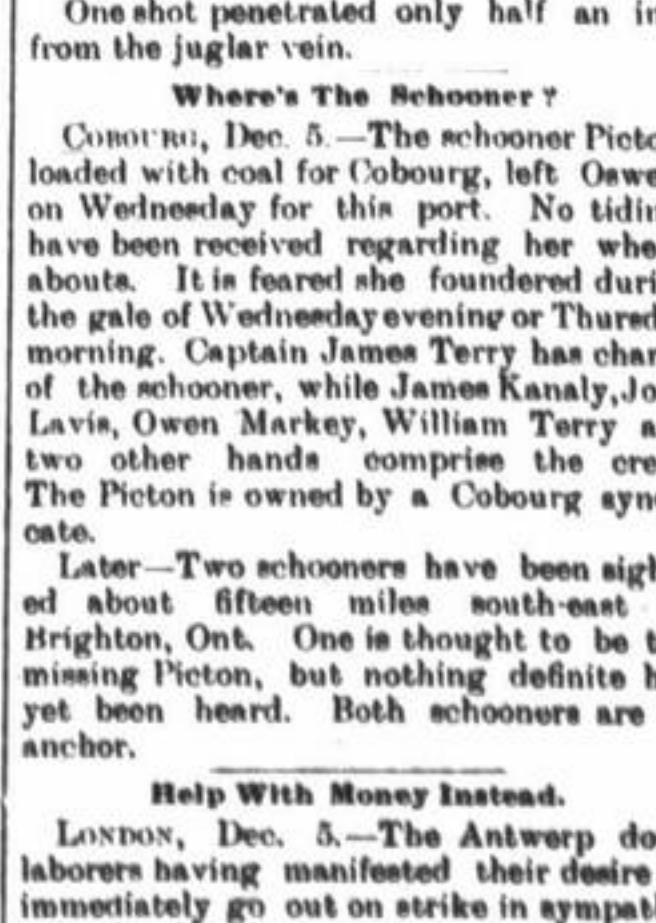 One shot penetrated only half an in
from the juglar vein.
Where's The Schooner?
COBOURG, Dec. 5.—The schooner Picto
loaded with coal for Cobourg, left Oswe
on Wednesday for this port. No tidin
have been received regarding her whe
abouts. It is feared she foundered duri
the gale of Wednesday evening or Thursd
morning. Captain James Terry has char
of the schooner, while James Kanaly, Jo
Lavis, Owen Markey, William Terry a
two other hands comprise the cre
The Picton is owned by a Cobourg synd
cate.
Later—Two schooners have been sigh
ed about fifteen miles south-east
Brighton, Ont. One is thought to be t
missing Picton, but nothing definite h
yet been heard. Both schooners are
anchor.
Help With Money Instead.
LONDON, Dec. 5.—The Antwerp do
laborers having manifested their desire
immediately go out on strike in sympath